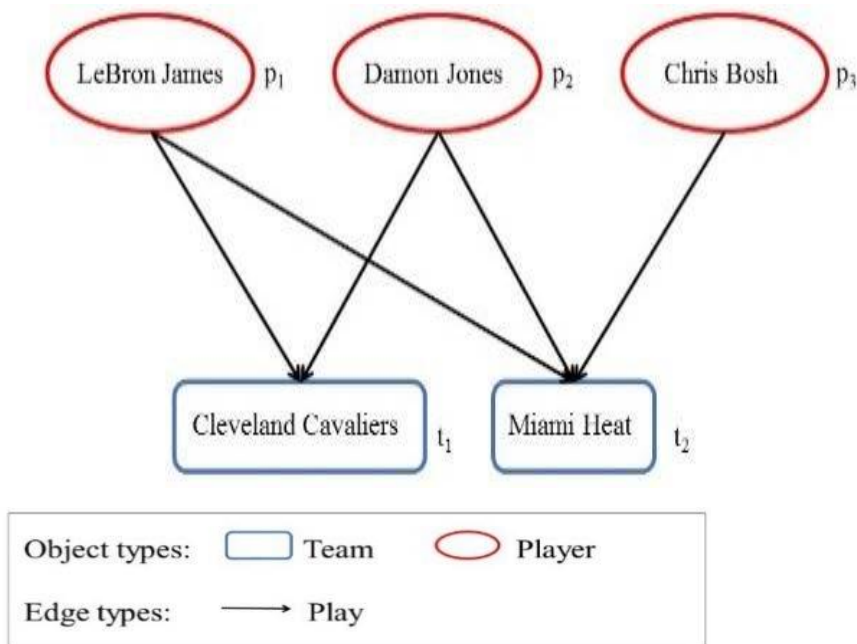 LeBron James p1 Damon Jones p2 Chris Bosh p3
Cleveland Cavaliers t1 Miami Heat t2
Object types: Team Player
Edge types: Play